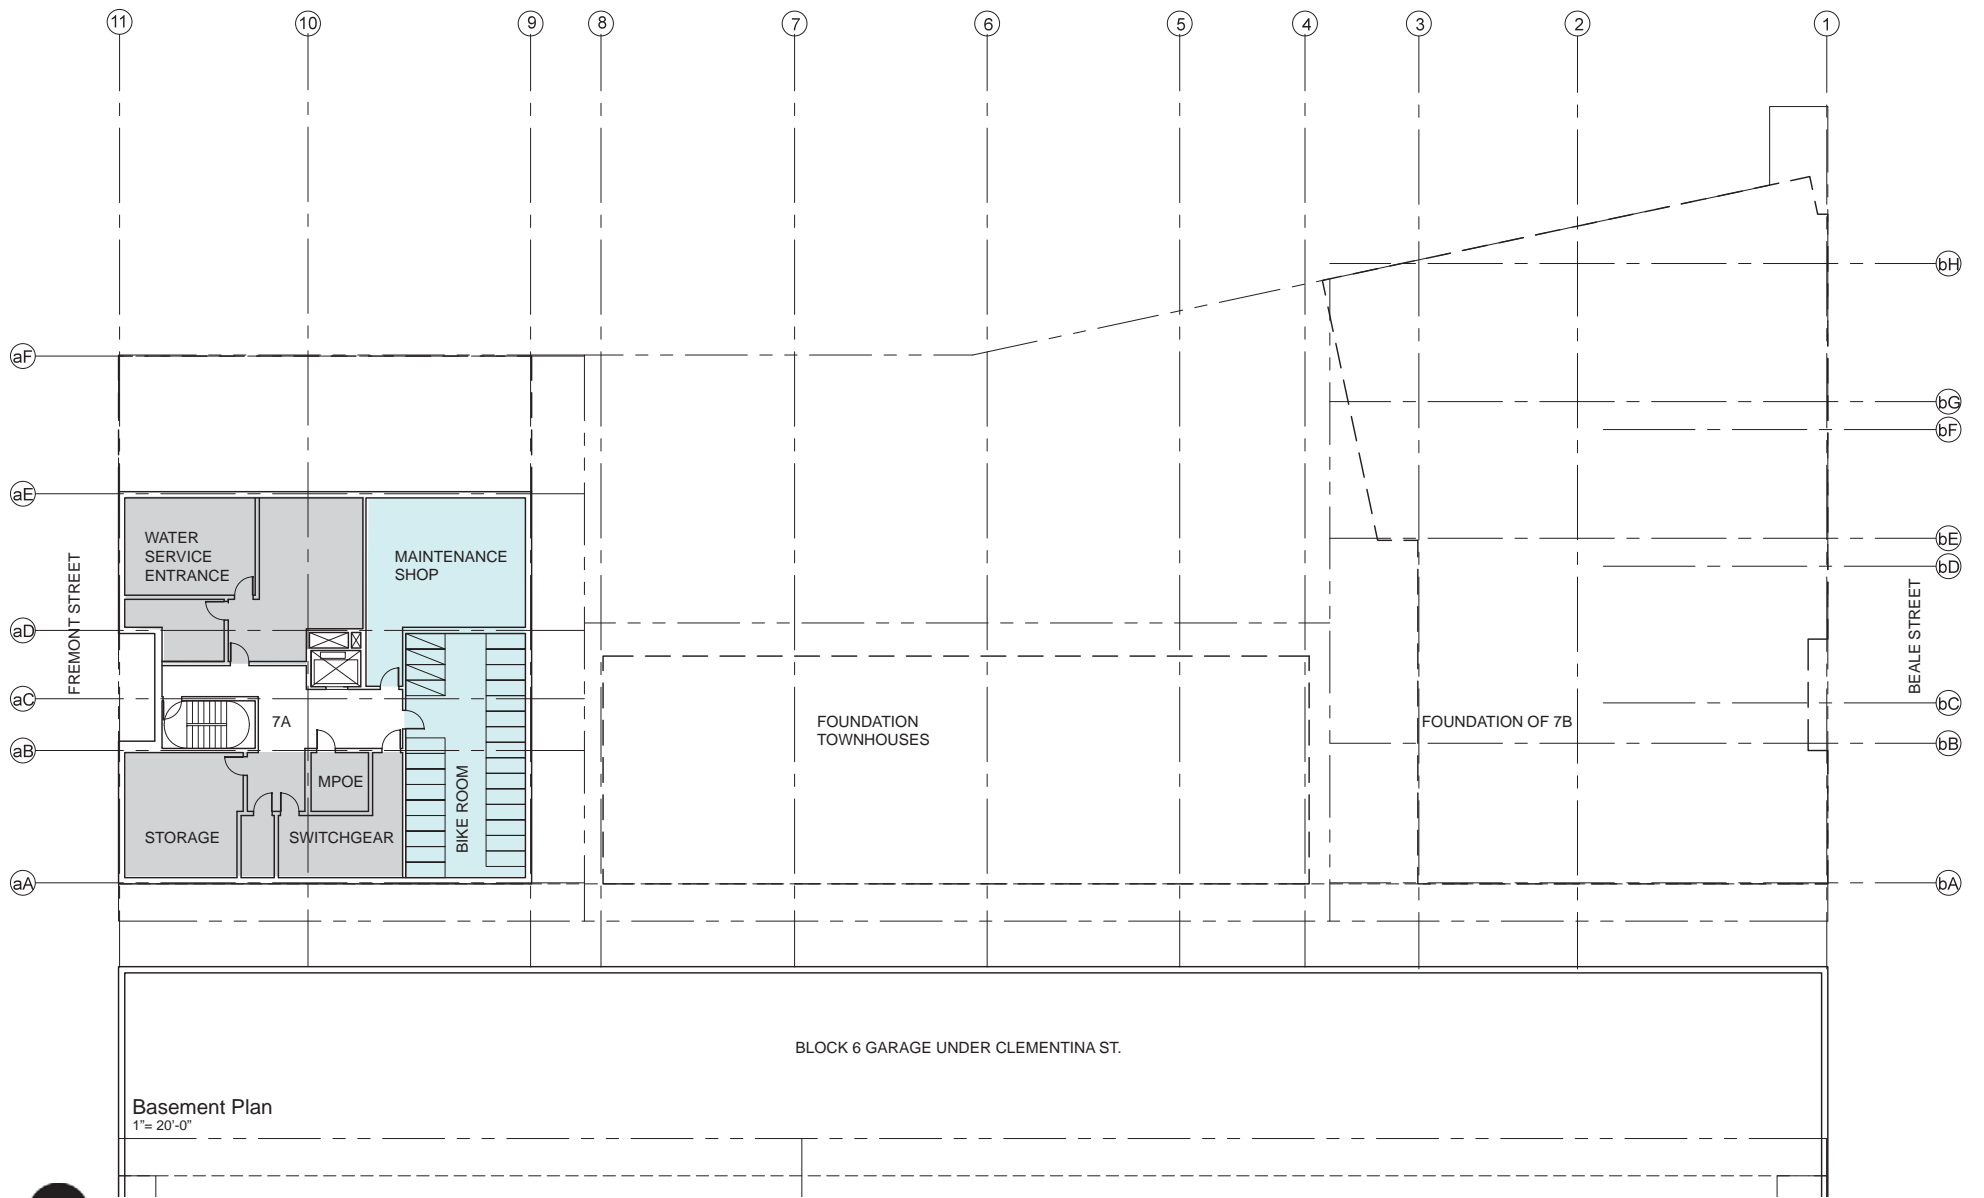 11 10 9 8 7 6 5 4 3 2 1
bH
aF
bG
bF
aE
WATER
SERVICE
ENTRANCE
MAINTENANCE
SHOP
bE
bD
FREMONT STREET
BEALE STREET
aD
aC
bC
7A
FOUNDATION
TOWNHOUSES
FOUNDATION OF 7B
aB
bB
MPOE
BIKE ROOM
STORAGE
SWITCHGEAR
aA
bA
BLOCK 6 GARAGE UNDER CLEMENTINA ST.
Basement Plan
1”= 20’-0”